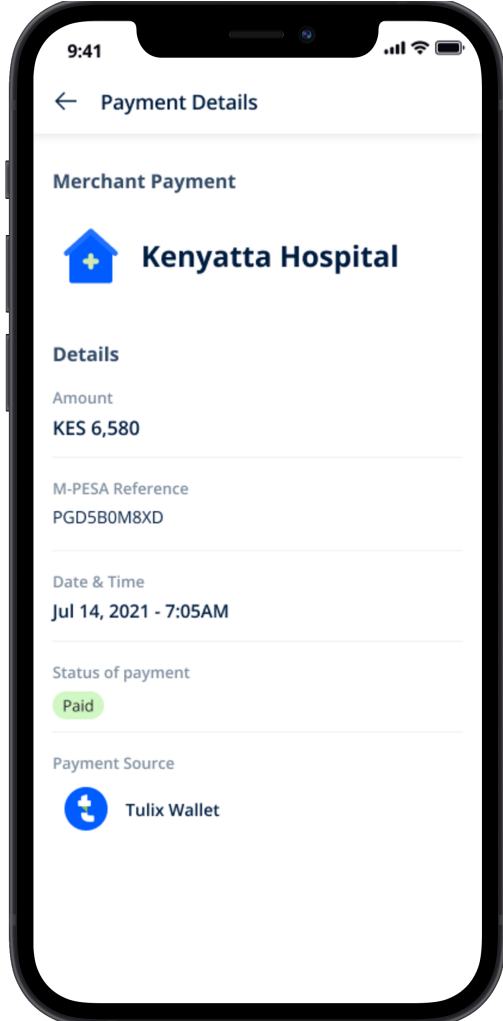 9:41
Payment Details
Merchant Payment
Kenyatta Hospital
Details
Amount
KES 6,580
M-PESA Reference
PGD5B0M8XD
Date & Time
Jul 14, 2021 - 7:05AM
Status of payment
Paid
Payment Source
Tulix Wallet